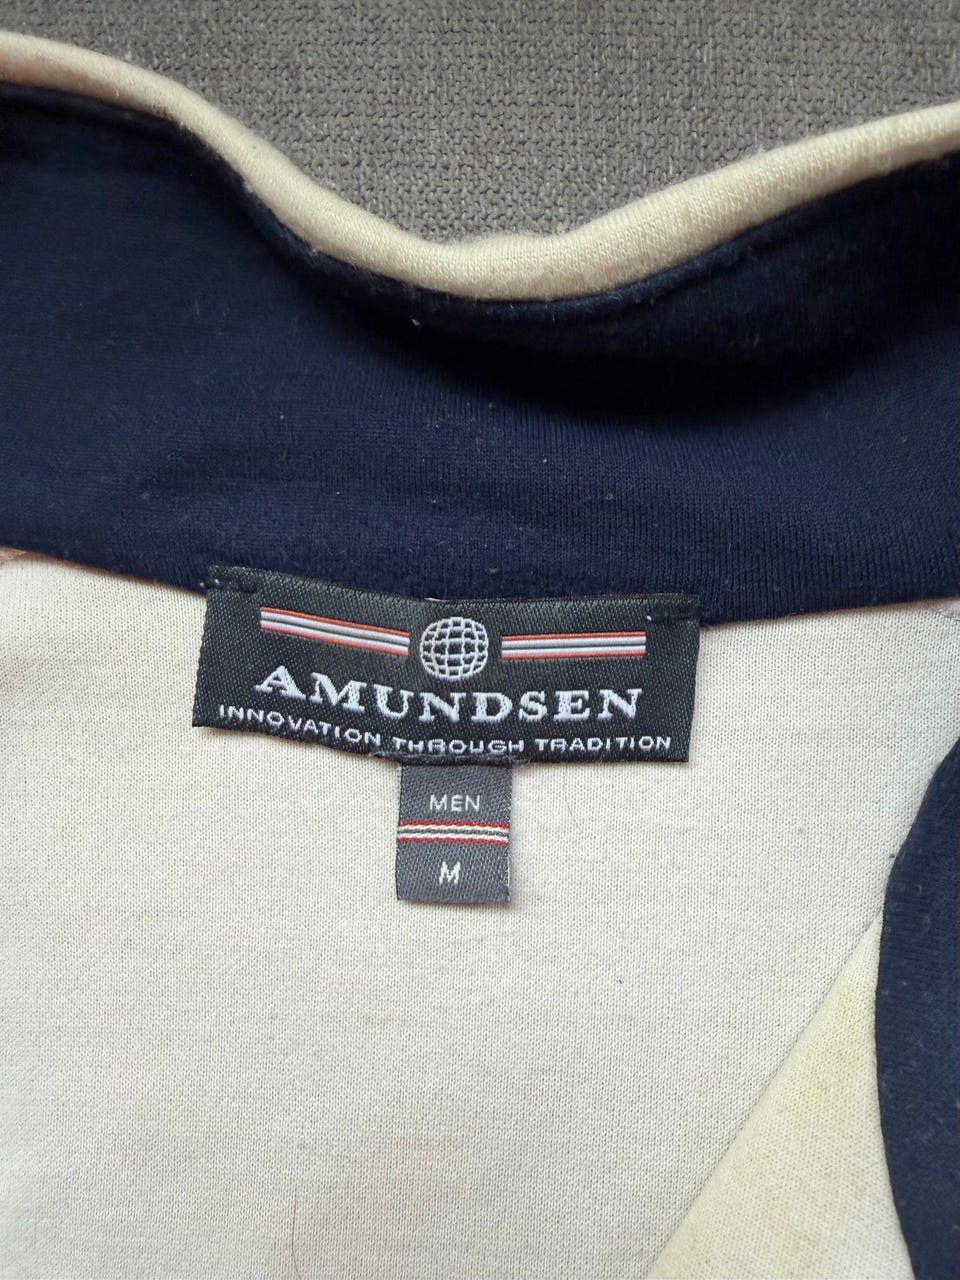 AMUNDSEN
INNOVATION THROUGH TRADITION
MEN
M